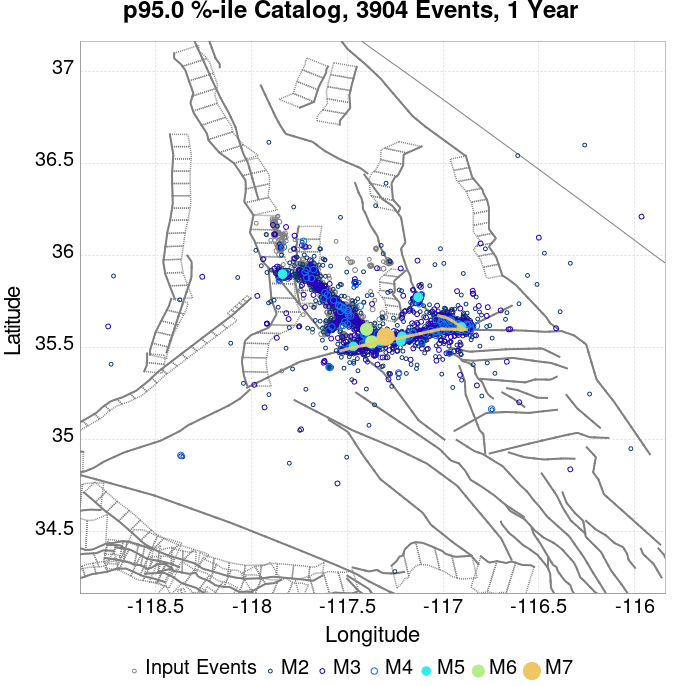 p95.0 %-ile Catalog, 3904 Events, 1 Year
37
36.5
36
35.5
35
34.5
Latitude
-118.5 -118 -117.5 -117 -116.5 -116
Longitude
Input Events M2 M3 M4 M5 M6 M7